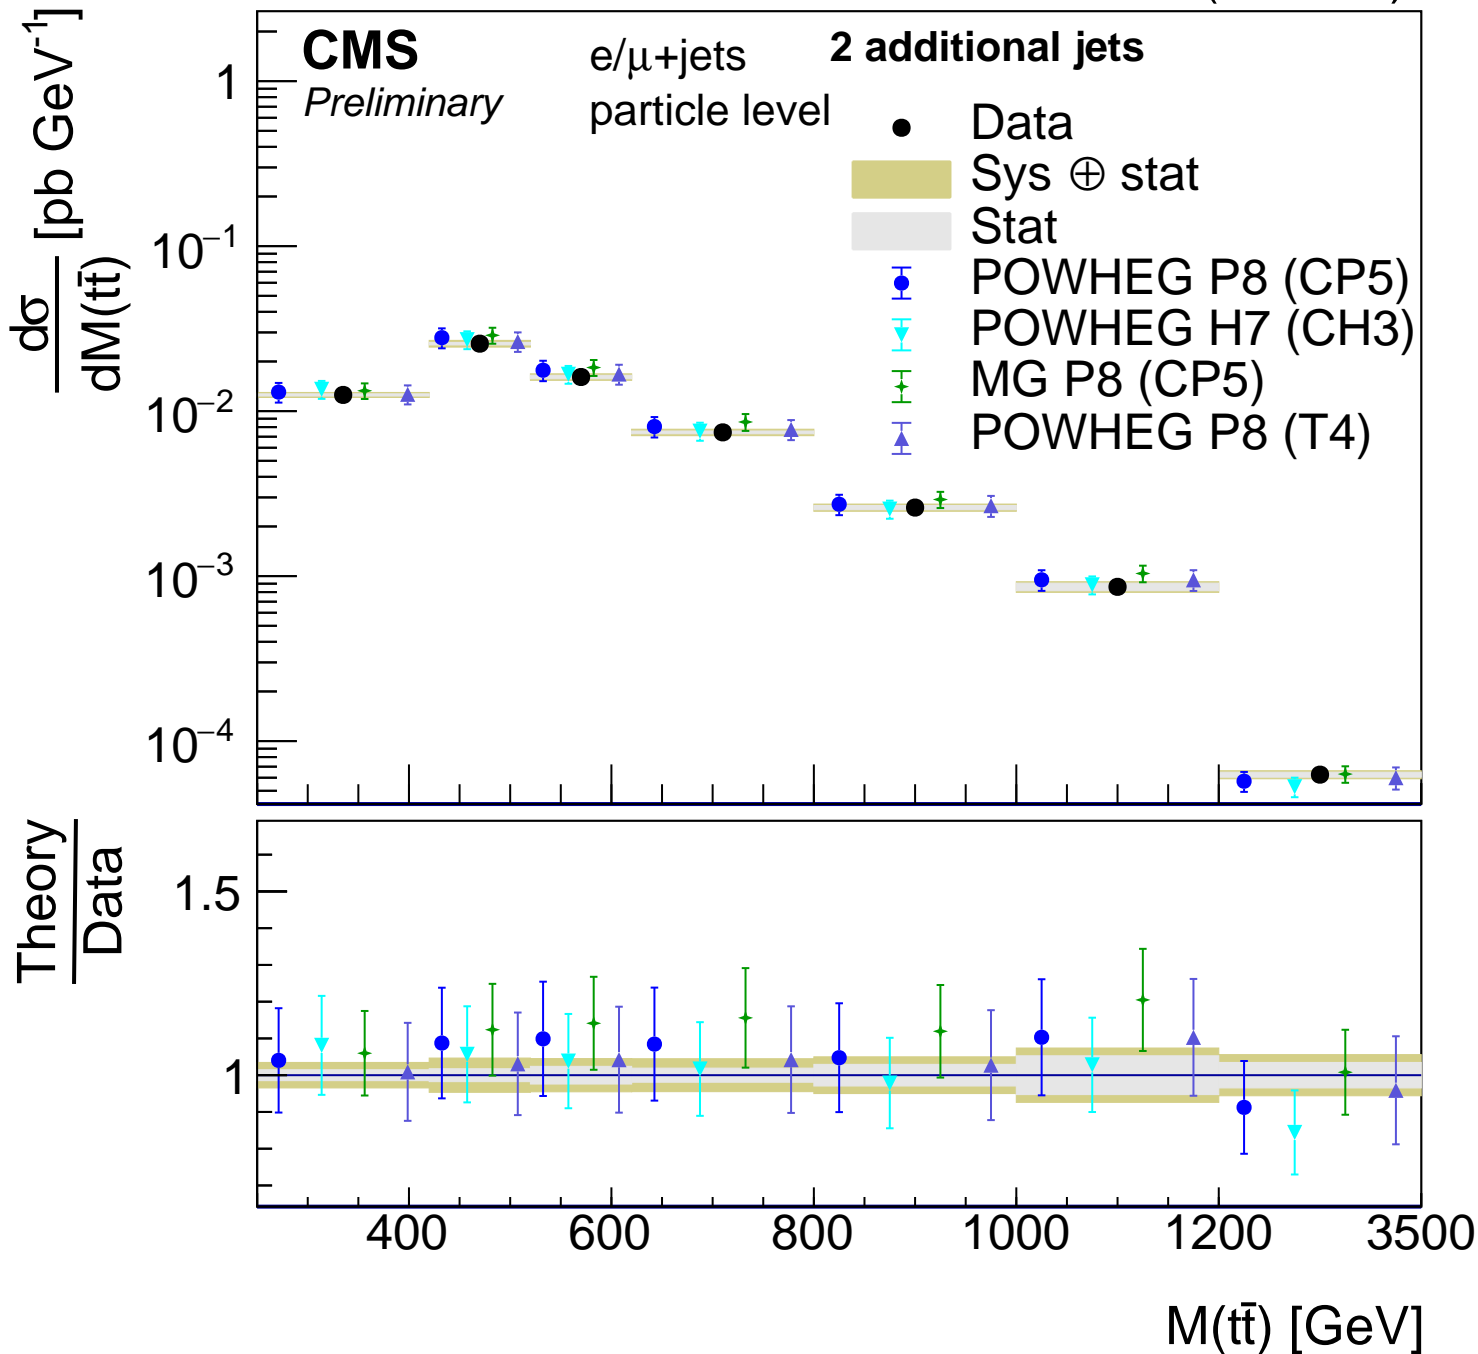 CMS
Preliminary
e/μ+jets
particle level
2 additional jets
Data
Sys ⊕ stat
Stat
POWHEG P8 (CP5)
POWHEG H7 (CH3)
MG P8 (CP5)
POWHEG P8 (T4)
dσ
dM(tt̄)
[pb GeV⁻¹]
1
10⁻¹
10⁻²
10⁻³
10⁻⁴
Theory
Data
1.5
1
400 600 800 1000 1200 3500
M(tt̄) [GeV]